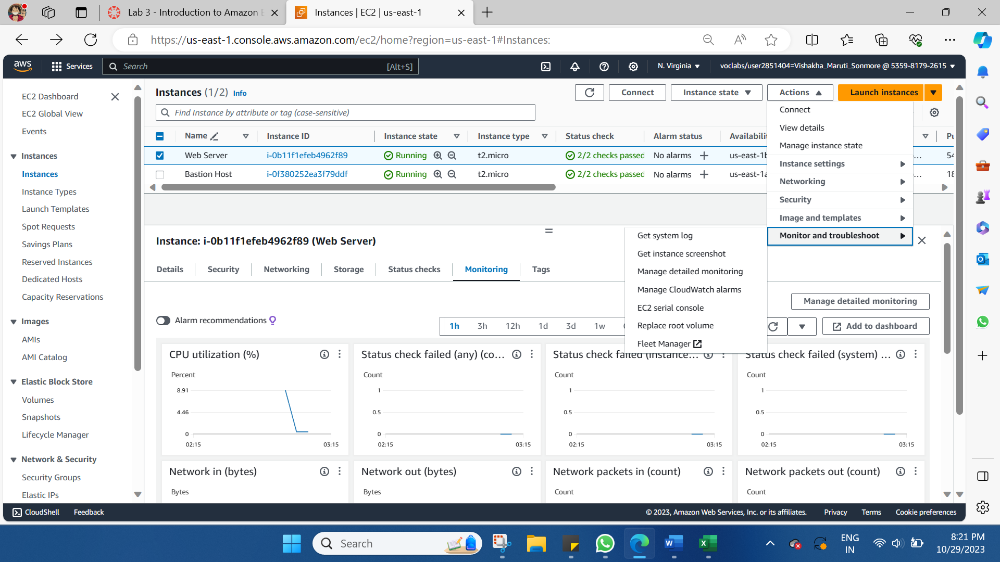 Lab 3 - Introduction to Amazon E
Instances | EC2 | us-east-1
https://us-east-1.console.aws.amazon.com/ec2/home?region=us-east-1#Instances:
aws
Services
Search
[Alt+S]
N. Virginia
voclabs/user2851404=Vishakha_Maruti_Sonmore @ 5359-8179-2615
EC2 Dashboard
EC2 Global View
Events
Instances
Instances
Instance Types
Launch Templates
Spot Requests
Savings Plans
Reserved Instances
Dedicated Hosts
Capacity Reservations
Images
AMIs
AMI Catalog
Elastic Block Store
Volumes
Snapshots
Lifecycle Manager
Network & Security
Security Groups
Elastic IPs
Instances (1/2) Info
Connect
Instance state
Actions
Launch instances
Find Instance by attribute or tag (case-sensitive)
Name Instance ID Instance state Instance type Status check Alarm status Availabilit Pu
Web Server i-0b11f1efeb4962f89 Running t2.micro 2/2 checks passed No alarms + us-east-1b ... 54
Bastion Host i-0f380252ea3f79ddf Running t2.micro 2/2 checks passed No alarms + us-east-1a ... 18
Connect
View details
Manage instance state
Instance settings
Networking
Security
Image and templates
Monitor and troubleshoot
Get system log
Get instance screenshot
Manage detailed monitoring
Manage CloudWatch alarms
EC2 serial console
Replace root volume
Fleet Manager
Instance: i-0b11f1efeb4962f89 (Web Server)
Details Security Networking Storage Status checks Monitoring Tags
Manage detailed monitoring
Alarm recommendations
1h 3h 12h 1d 3d 1w
Add to dashboard
CPU utilization (%)
Percent
8.91
4.46
0
02:15 03:15
Status check failed (any) (co...
Count
1
0.5
0
02:15 03:15
Status check failed (instance...
Count
1
0.5
0
02:15 03:15
Status check failed (system) ...
Count
1
0.5
0
02:15 03:15
Network in (bytes)
Bytes
Network out (bytes)
Bytes
Network packets in (count)
Count
Network packets out (count)
Count
CloudShell
Feedback
© 2023, Amazon Web Services, Inc. or its affiliates.
Privacy
Terms
Cookie preferences
Search
ENG
IN
8:21 PM
10/29/2023